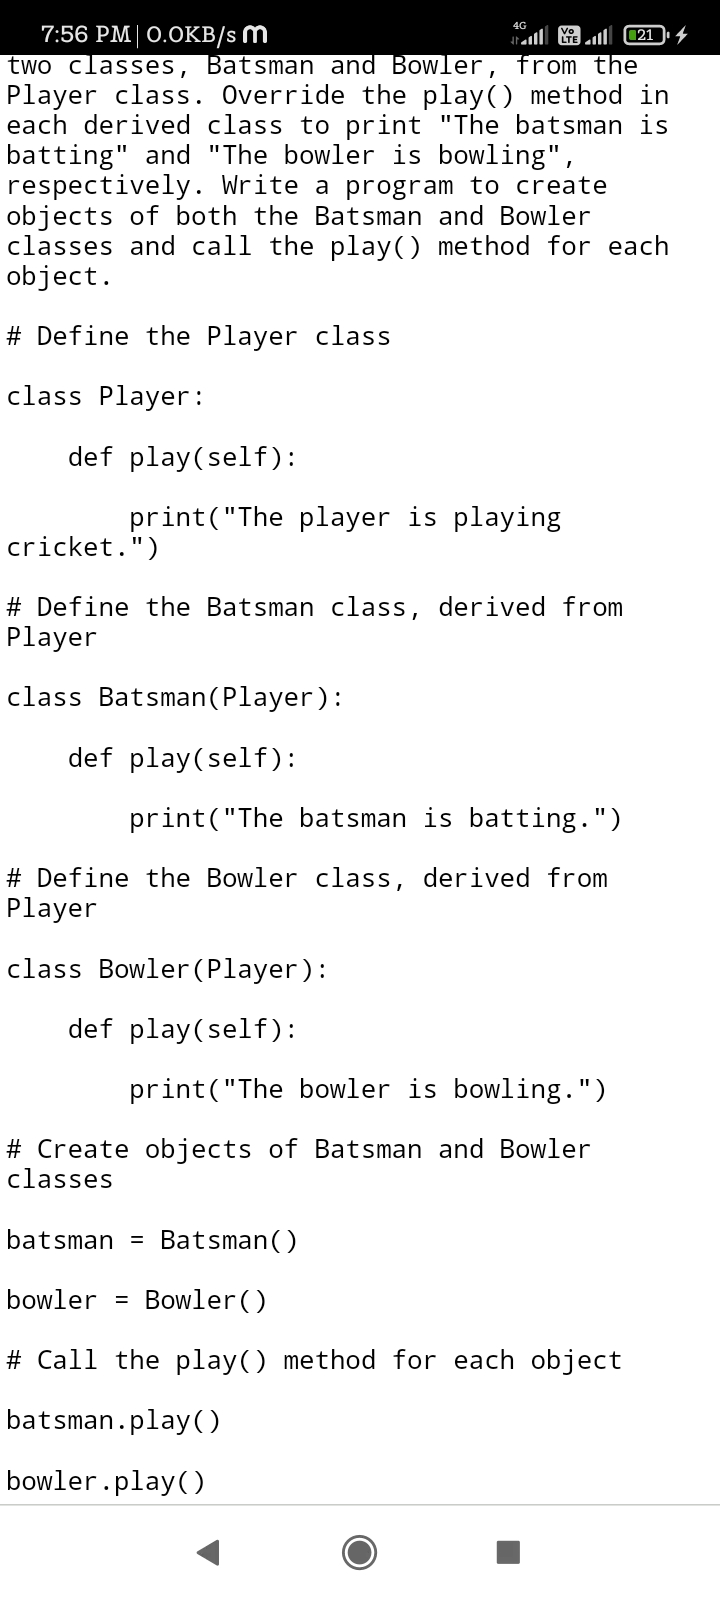 7:56 PM | 0.0KB/s m 4G Vo LTE 21
two classes, Batsman and Bowler, from the
Player class. Override the play() method in
each derived class to print "The batsman is
batting" and "The bowler is bowling",
respectively. Write a program to create
objects of both the Batsman and Bowler
classes and call the play() method for each
object.
# Define the Player class
class Player:
    def play(self):
        print("The player is playing
cricket.")
# Define the Batsman class, derived from
Player
class Batsman(Player):
    def play(self):
        print("The batsman is batting.")
# Define the Bowler class, derived from
Player
class Bowler(Player):
    def play(self):
        print("The bowler is bowling.")
# Create objects of Batsman and Bowler
classes
batsman = Batsman()
bowler = Bowler()
# Call the play() method for each object
batsman.play()
bowler.play()